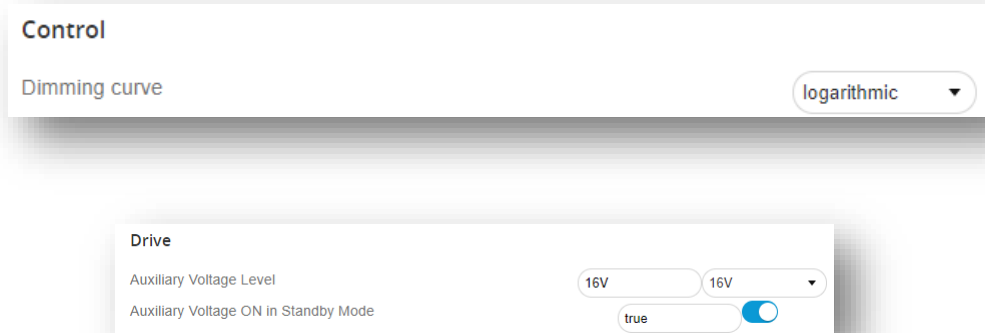 Control
Dimming curve logarithmic
Drive
Auxiliary Voltage Level 16V 16V
Auxiliary Voltage ON in Standby Mode true